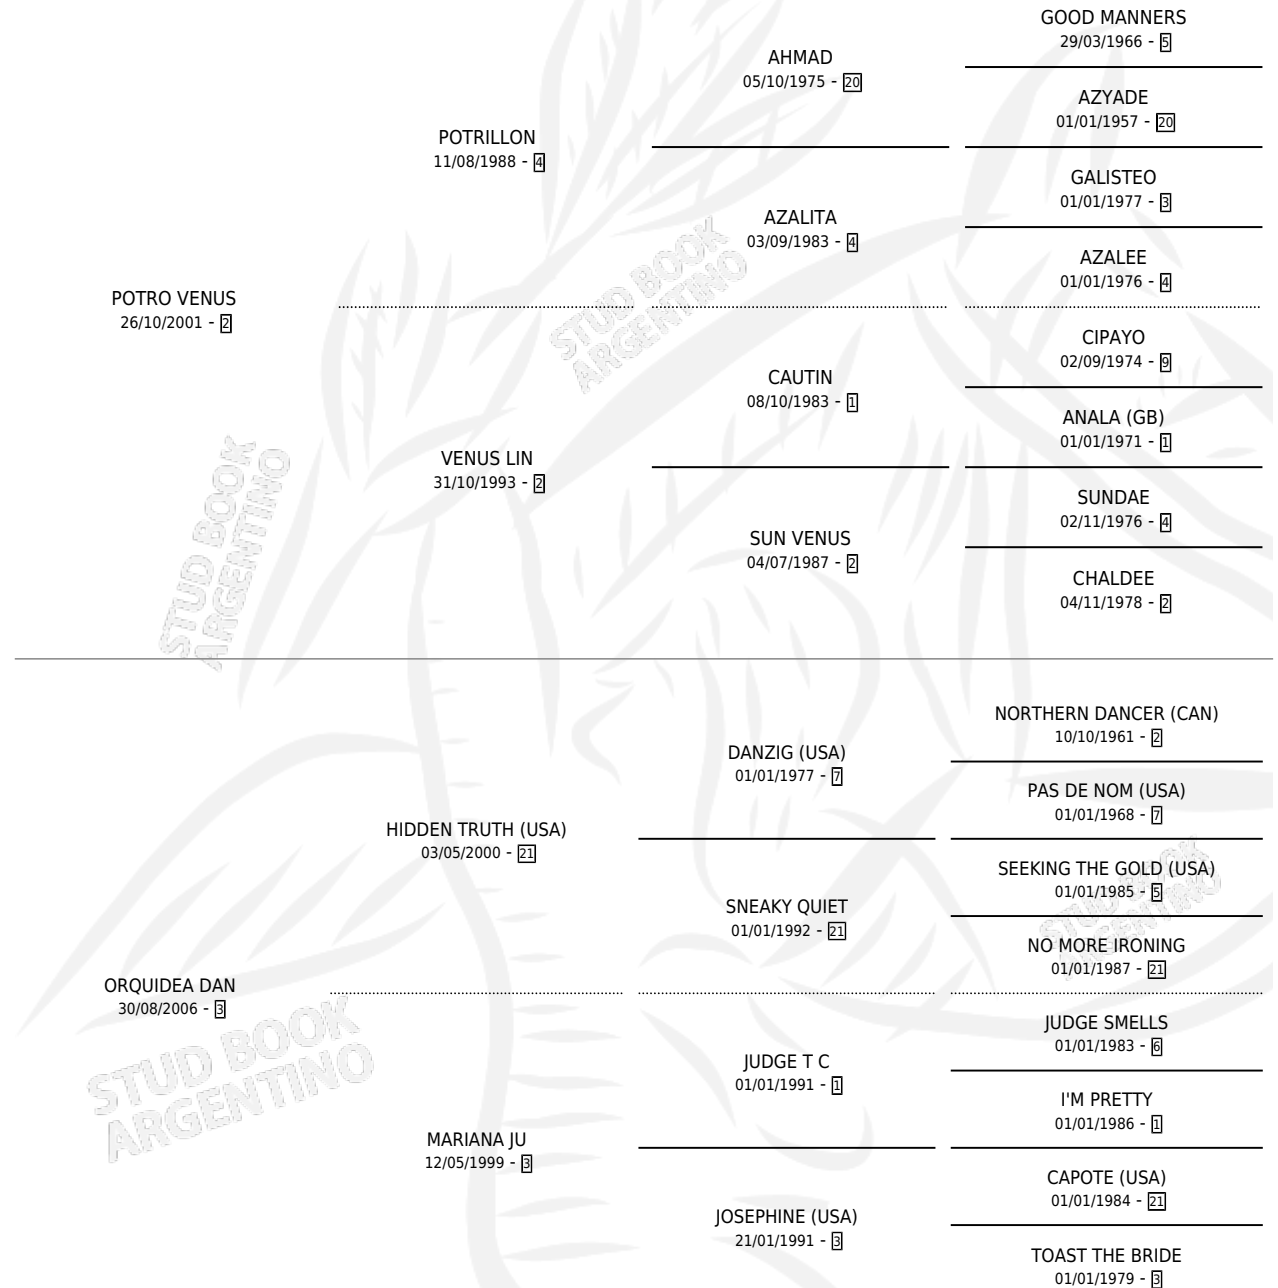 GOOD MANNERS
29/03/1966 - 5
AHMAD
05/10/1975 - 20
AZYADE
01/01/1957 - 20
POTRILLON
11/08/1988 - 4
GALISTEO
01/01/1977 - 3
AZALITA
03/09/1983 - 4
AZALEE
01/01/1976 - 4
POTRO VENUS
26/10/2001 - 2
CIPAYO
02/09/1974 - 9
CAUTIN
08/10/1983 - 1
ANALA (GB)
01/01/1971 - 1
VENUS LIN
31/10/1993 - 2
SUNDAE
02/11/1976 - 4
SUN VENUS
04/07/1987 - 2
CHALDEE
04/11/1978 - 2
STUD BOOK
ARGENTINO
STUD BOOK
ARGENTINO
NORTHERN DANCER (CAN)
10/10/1961 - 2
DANZIG (USA)
01/01/1977 - 7
PAS DE NOM (USA)
01/01/1968 - 7
HIDDEN TRUTH (USA)
03/05/2000 - 21
SEEKING THE GOLD (USA)
01/01/1985 - 5
SNEAKY QUIET
01/01/1992 - 21
NO MORE IRONING
01/01/1987 - 21
ORQUIDEA DAN
30/08/2006 - 3
JUDGE SMELLS
01/01/1983 - 6
JUDGE T C
01/01/1991 - 1
I'M PRETTY
01/01/1986 - 1
MARIANA JU
12/05/1999 - 3
CAPOTE (USA)
01/01/1984 - 21
JOSEPHINE (USA)
21/01/1991 - 3
TOAST THE BRIDE
01/01/1979 - 3
STUD BOOK
ARGENTINO
STUD BOOK
ARGENTINO